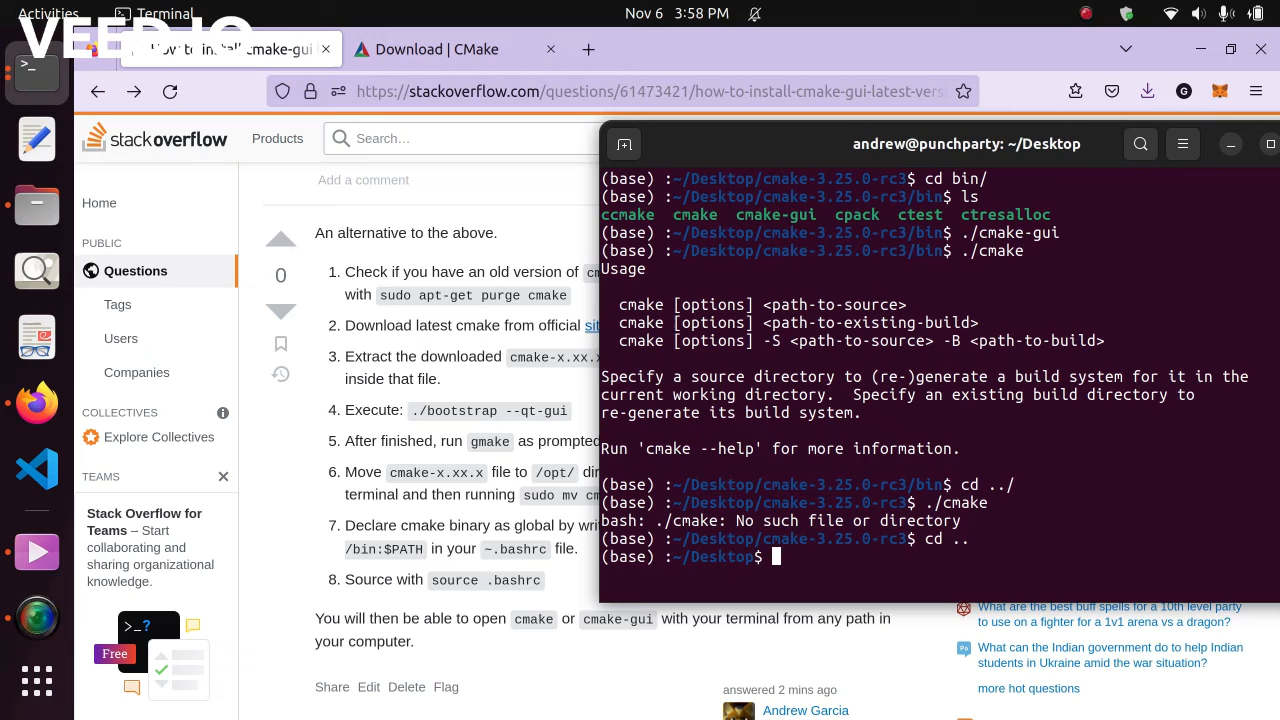 Activities
Terminal
Nov 6 3:58 PM
VEED.IO
How to install cmake-gui l
Download | CMake
https://stackoverflow.com/questions/61473421/how-to-install-cmake-gui-latest-vers
stackoverflow
Products
Search…
Home
PUBLIC
Questions
Tags
Users
Companies
COLLECTIVES
Explore Collectives
TEAMS
Stack Overflow for
Teams – Start
collaborating and
sharing organizational
knowledge.
>_?
Free
Add a comment
0
An alternative to the above.
1. Check if you have an old version of cm
with sudo apt-get purge cmake
2. Download latest cmake from official sit
3. Extract the downloaded cmake-x.xx.x
inside that file.
4. Execute: ./bootstrap --qt-gui
5. After finished, run gmake as prompted
6. Move cmake-x.xx.x file to /opt/ dir
terminal and then running sudo mv cm
7. Declare cmake binary as global by writ
/bin:$PATH in your ~.bashrc file.
8. Source with source .bashrc
You will then be able to open cmake or cmake-gui with your terminal from any path in
your computer.
Share Edit Delete Flag
answered 2 mins ago
Andrew Garcia
andrew@punchparty: ~/Desktop
(base) :~/Desktop/cmake-3.25.0-rc3$ cd bin/
(base) :~/Desktop/cmake-3.25.0-rc3/bin$ ls
ccmake cmake cmake-gui cpack ctest ctresalloc
(base) :~/Desktop/cmake-3.25.0-rc3/bin$ ./cmake-gui
(base) :~/Desktop/cmake-3.25.0-rc3/bin$ ./cmake
Usage
cmake [options] <path-to-source>
cmake [options] <path-to-existing-build>
cmake [options] -S <path-to-source> -B <path-to-build>
Specify a source directory to (re-)generate a build system for it in the
current working directory. Specify an existing build directory to
re-generate its build system.
Run 'cmake --help' for more information.
(base) :~/Desktop/cmake-3.25.0-rc3/bin$ cd ../
(base) :~/Desktop/cmake-3.25.0-rc3$ ./cmake
bash: ./cmake: No such file or directory
(base) :~/Desktop/cmake-3.25.0-rc3$ cd ..
(base) :~/Desktop$
What are the best buff spells for a 10th level party
to use on a fighter for a 1v1 arena vs a dragon?
What can the Indian government do to help Indian
students in Ukraine amid the war situation?
more hot questions